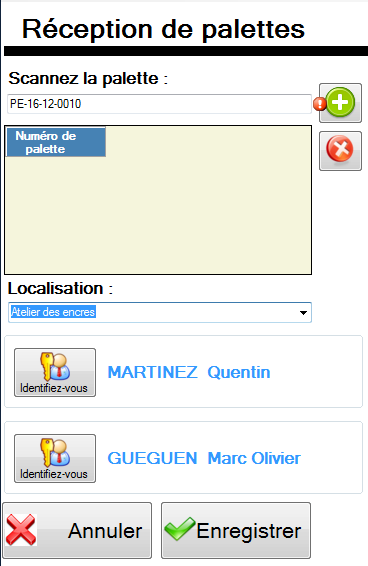 Réception de palettes
Scannez la palette :
PE-16-12-0010
Numéro de
palette
Localisation :
Atelier des encres
Identifiez-vous
MARTINEZ Quentin
Identifiez-vous
GUEGUEN Marc Olivier
Annuler
Enregistrer